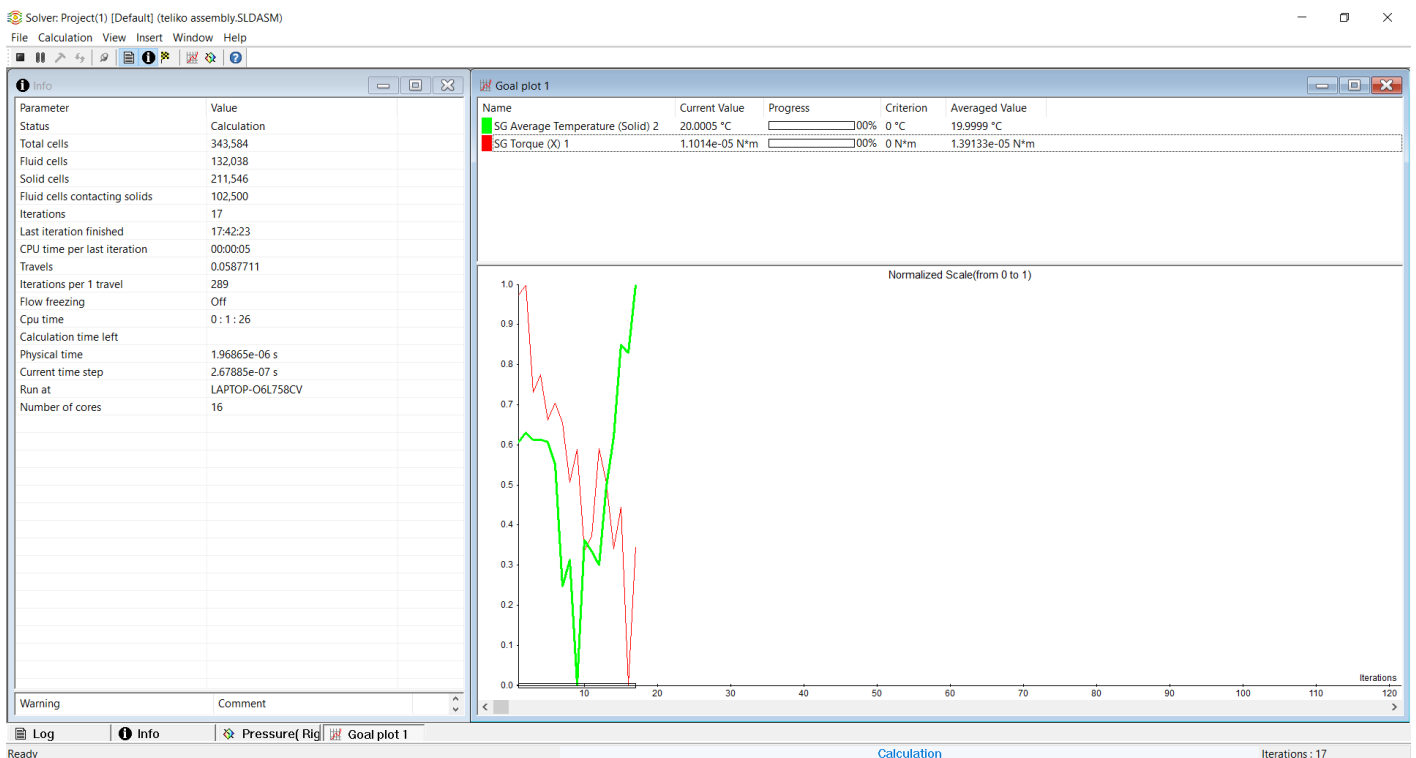 Solver: Project(1) [Default] (teliko assembly.SLDASM)
File Calculation View Insert Window Help
Info
Parameter Value
Status Calculation
Total cells 343,584
Fluid cells 132,038
Solid cells 211,546
Fluid cells contacting solids 102,500
Iterations 17
Last iteration finished 17:42:23
CPU time per last iteration 00:00:05
Travels 0.0587711
Iterations per 1 travel 289
Flow freezing Off
Cpu time 0 : 1 : 26
Calculation time left
Physical time 1.96865e-06 s
Current time step 2.67885e-07 s
Run at LAPTOP-O6L758CV
Number of cores 16
Warning Comment
Goal plot 1
Name Current Value Progress Criterion Averaged Value
SG Average Temperature (Solid) 2 20.0005 °C 00% 0 °C 19.9999 °C
SG Torque (X) 1 1.1014e-05 N*m 00% 0 N*m 1.39133e-05 N*m
Normalized Scale(from 0 to 1)
1.0
0.9
0.8
0.7
0.6
0.5
0.4
0.3
0.2
0.1
0.0
Iterations
10 20 30 40 50 60 70 80 90 100 110 120
Log Info Pressure( Rig Goal plot 1
Ready Calculation Iterations : 17